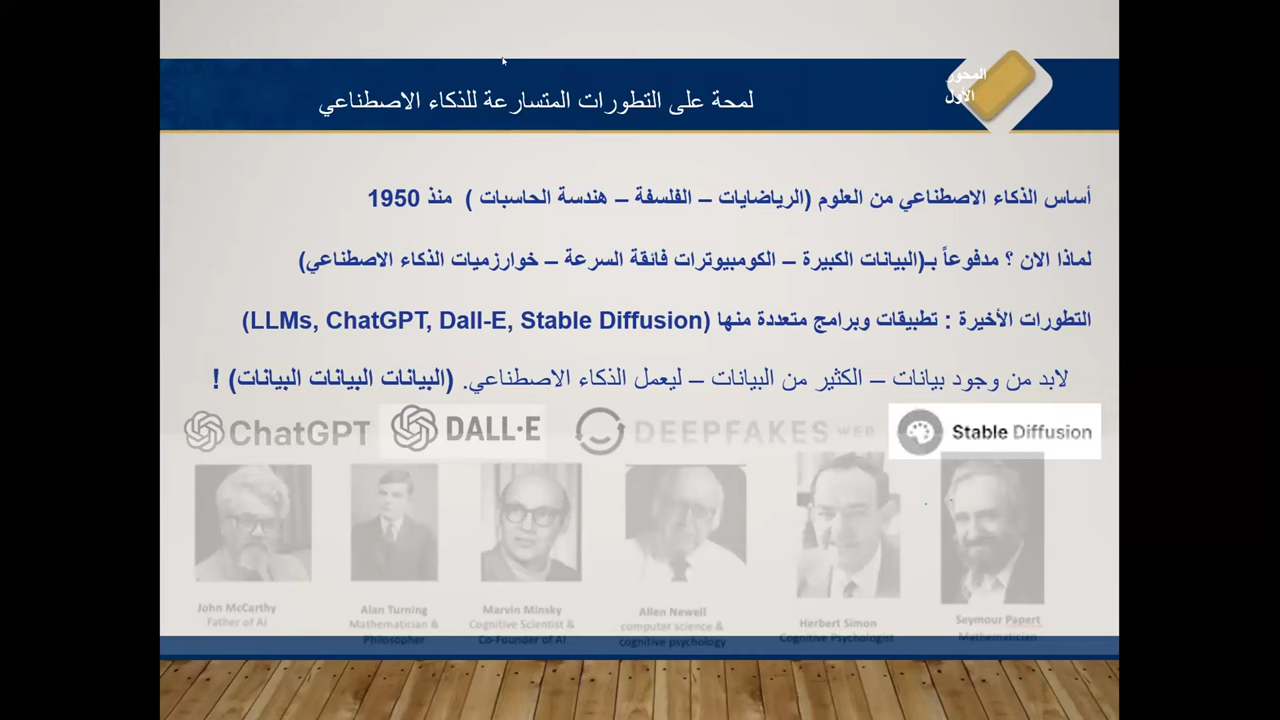 المحور
الأول
لمحة على التطورات المتسارعة للذكاء الاصطناعي
أساس الذكاء الاصطناعي من العلوم (الرياضايات – الفلسفة – هندسة الحاسبات ) منذ 1950
لماذا الان ؟ مدفوعاً بـ(البيانات الكبيرة – الكومبيوترات فائقة السرعة – خوارزميات الذكاء الاصطناعي)
التطورات الأخيرة : تطبيقات وبرامج متعددة منها (LLMs, ChatGPT, Dall-E, Stable Diffusion)
لابد من وجود بيانات – الكثير من البيانات – ليعمل الذكاء الاصطناعي. (البيانات البيانات البيانات) !
ChatGPT
DALL·E
DEEPFAKES WEB
Stable Diffusion
John McCarthy
Father of AI
Alan Turning
Mathematician &
Philosopher
Marvin Minsky
Cognitive Scientist &
Co-Founder of AI
Allen Newell
computer science &
cognitive psychology
Herbert Simon
Cognitive Psychologist
Seymour Papert
Mathematician